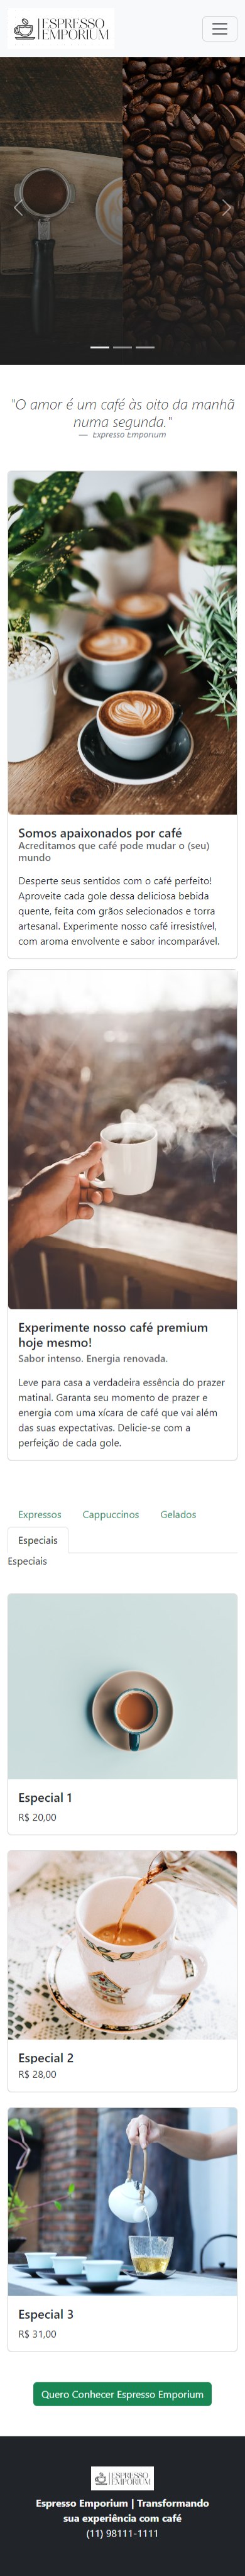 ESPRESSO
EMPORIUM
"O amor é um café às oito da manhã
numa segunda."
— Expresso Emporium
Somos apaixonados por café
Acreditamos que café pode mudar o (seu)
mundo
Desperte seus sentidos com o café perfeito!
Aproveite cada gole dessa deliciosa bebida
quente, feita com grãos selecionados e torra
artesanal. Experimente nosso café irresistível,
com aroma envolvente e sabor incomparável.
Experimente nosso café premium
hoje mesmo!
Sabor intenso. Energia renovada.
Leve para casa a verdadeira essência do prazer
matinal. Garanta seu momento de prazer e
energia com uma xícara de café que vai além
das suas expectativas. Delicie-se com a
perfeição de cada gole.
Expressos Cappuccinos Gelados
Especiais
Especiais
Especial 1
R$ 20,00
Especial 2
R$ 28,00
Especial 3
R$ 31,00
Quero Conhecer Espresso Emporium
ESPRESSO
EMPORIUM
Espresso Emporium | Transformando
sua experiência com café
(11) 98111-1111